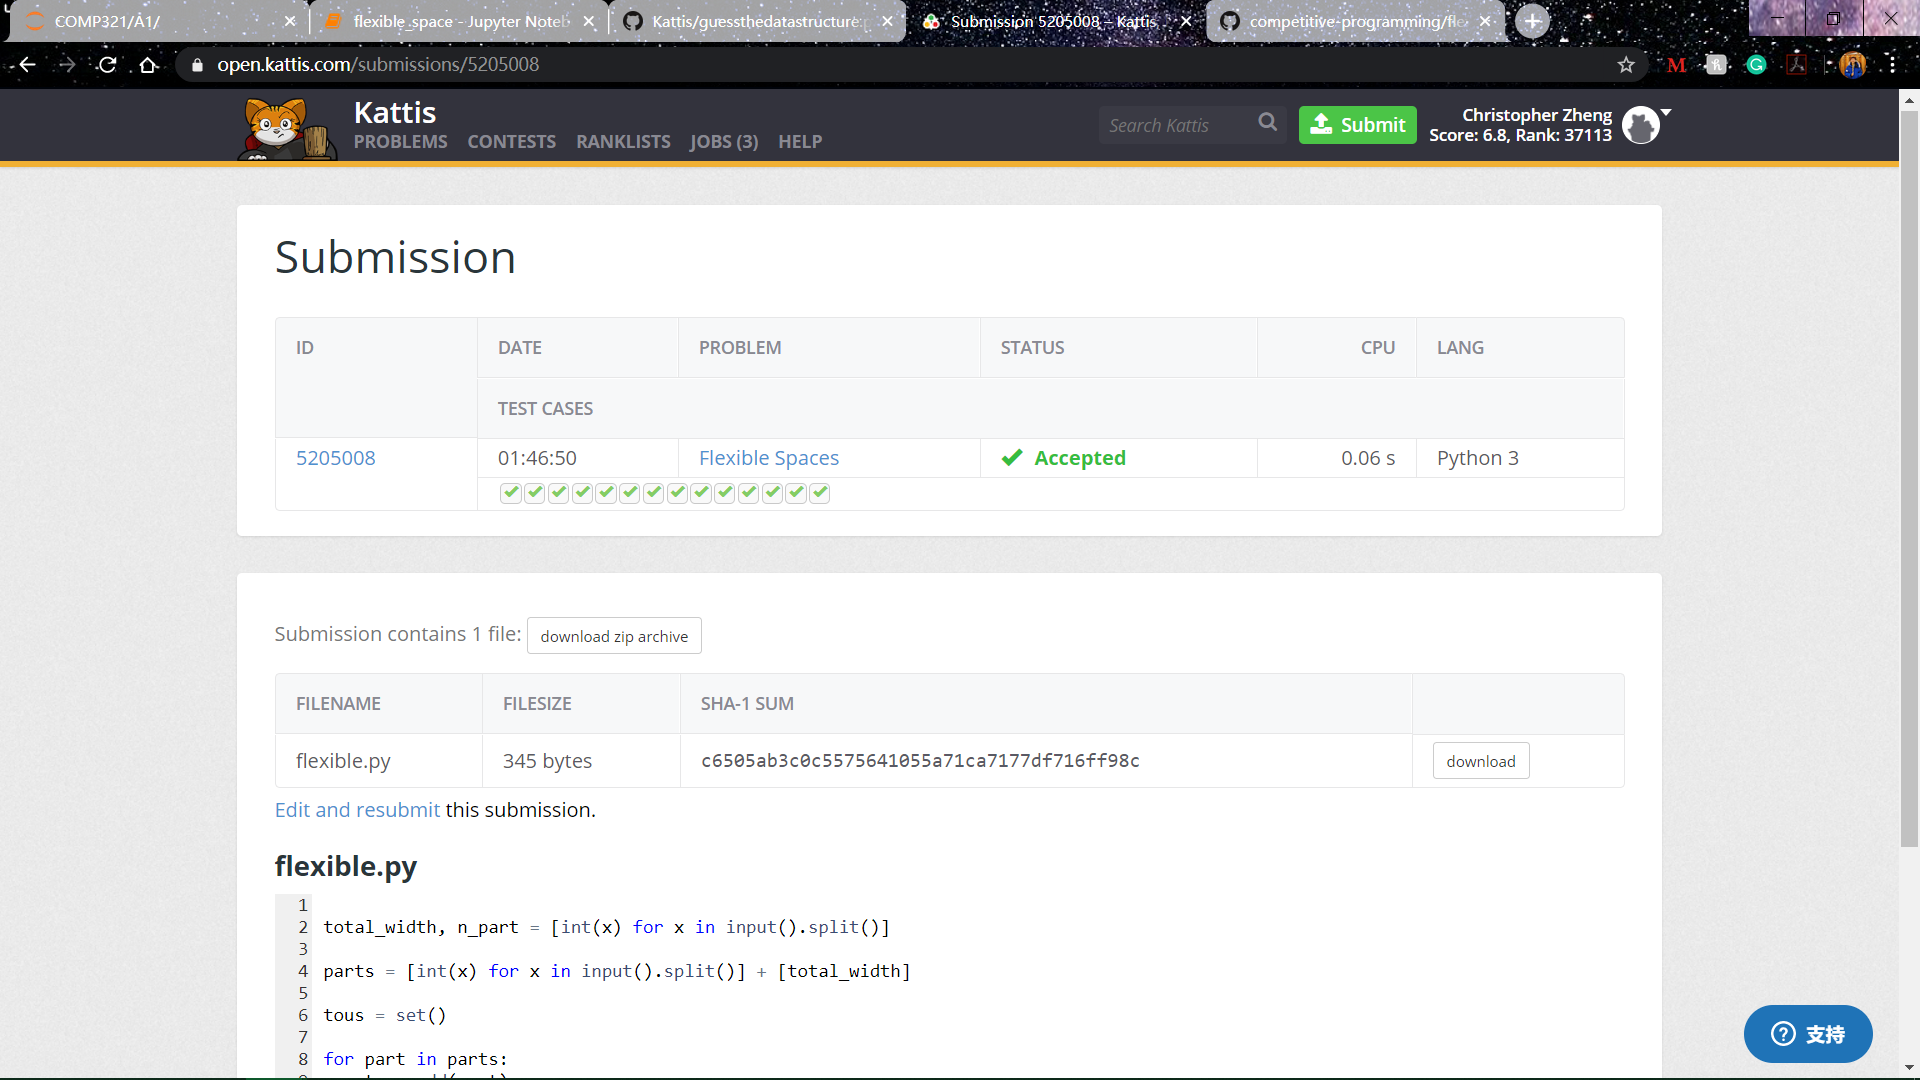 COMP321/A1/
flexible_space - Jupyter Noteb
Kattis/guessthedatastructure.p
Submission 5205008 – Kattis
competitive-programming/fle
open.kattis.com/submissions/5205008
Kattis
PROBLEMS CONTESTS RANKLISTS JOBS (3) HELP
Search Kattis
Submit
Christopher Zheng
Score: 6.8, Rank: 37113
Submission
ID DATE PROBLEM STATUS CPU LANG
TEST CASES
5205008 01:46:50 Flexible Spaces Accepted 0.06 s Python 3
Submission contains 1 file: download zip archive
FILENAME FILESIZE SHA-1 SUM
flexible.py 345 bytes c6505ab3c0c5575641055a71ca7177df716ff98c download
Edit and resubmit this submission.
flexible.py
1
2 total_width, n_part = [int(x) for x in input().split()]
3
4 parts = [int(x) for x in input().split()] + [total_width]
5
6 tous = set()
7
8 for part in parts:
支持